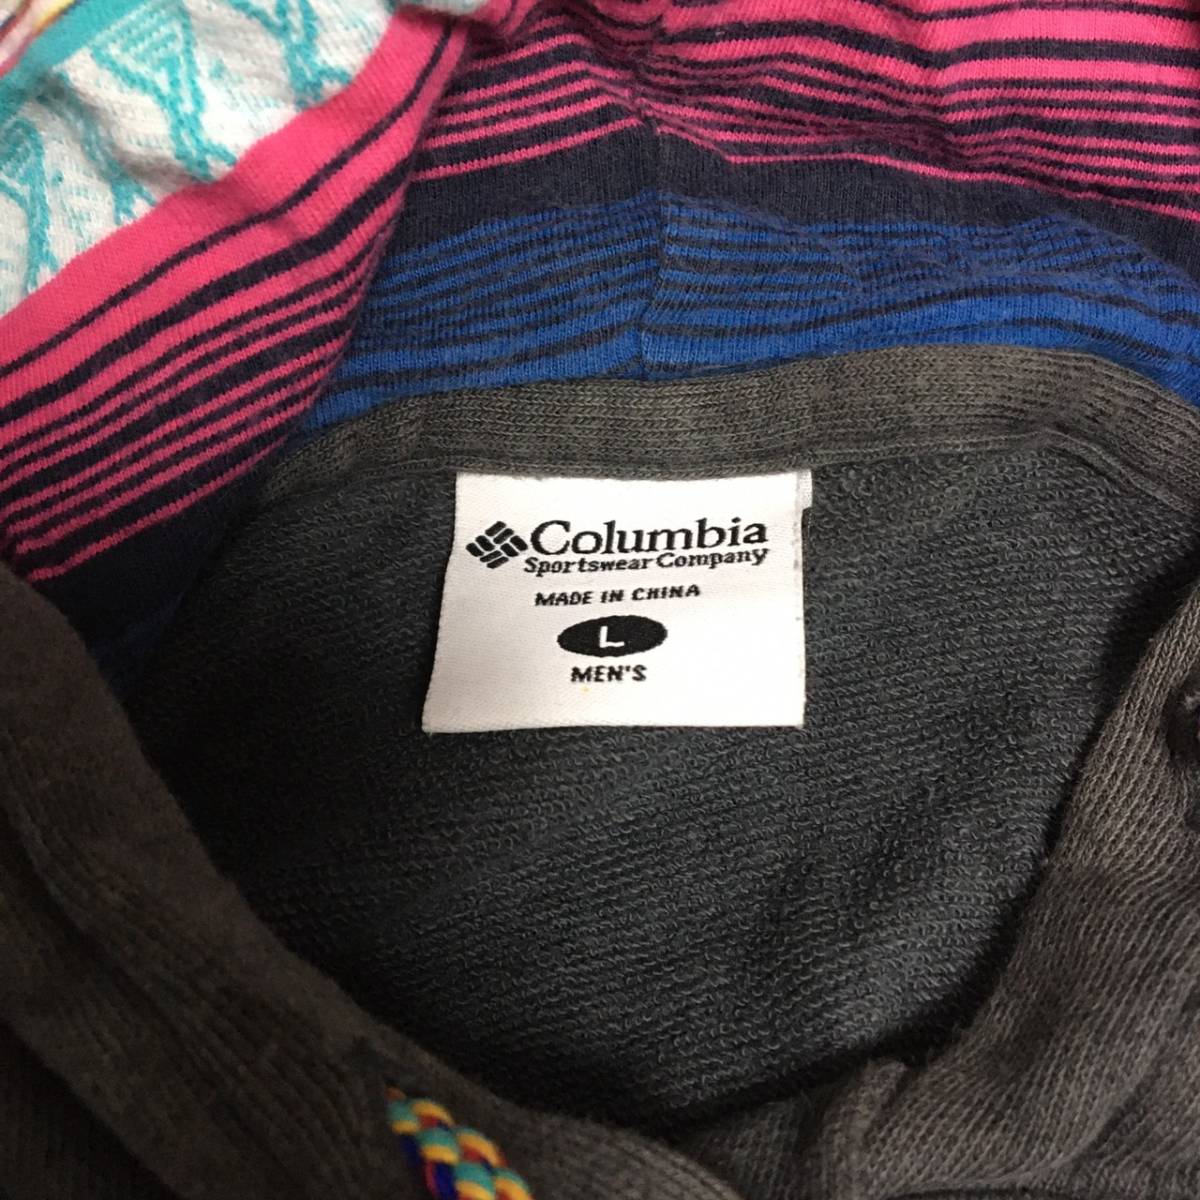 Columbia
Sportswear Company
MADE IN CHINA
L
MEN'S